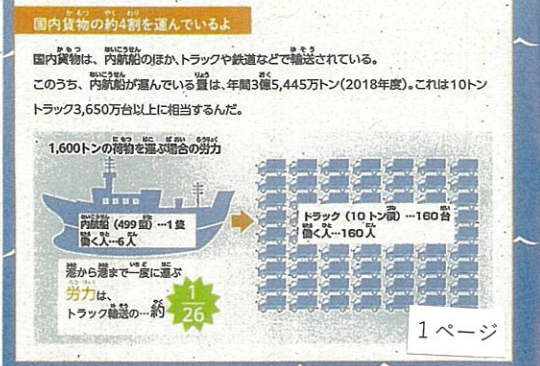 国内貨物の約4割を運んでいるよ
国内貨物は、内航船のほか、トラックや鉄道などで輸送されている。
このうち、内航船が運んでいる量は、年間3億5,445万トン（2018年度）。これは10トン
トラック3,650万台以上に相当するんだ。
1,600トンの荷物を運ぶ場合の労力
内航船（499型）…1隻
働く人…6人
トラック（10トン積）…160台
働く人…160人
港から港まで一度に運ぶ
労力は、
トラック輸送の…約
1/26
1ページ